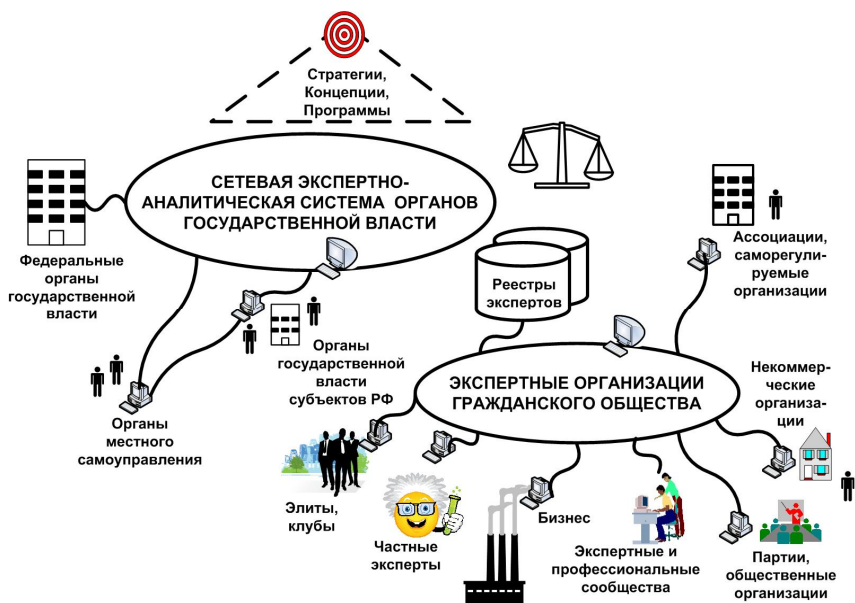 Стратегии,
Концепции,
Программы
СЕТЕВАЯ ЭКСПЕРТНО-
АНАЛИТИЧЕСКАЯ СИСТЕМА ОРГАНОВ
ГОСУДАРСТВЕННОЙ ВЛАСТИ
Федеральные
органы
государственной
власти
Ассоциации,
саморегули-
руемые
организации
Реестры
экспертов
Органы
государственной
власти
субъектов РФ
Органы
местного
самоуправления
ЭКСПЕРТНЫЕ ОРГАНИЗАЦИИ
ГРАЖДАНСКОГО ОБЩЕСТВА
Некоммер-
ческие
организа-
ции
Элиты,
клубы
Частные
эксперты
Бизнес
Экспертные и
профессиональные
сообщества
Партии,
общественные
организации